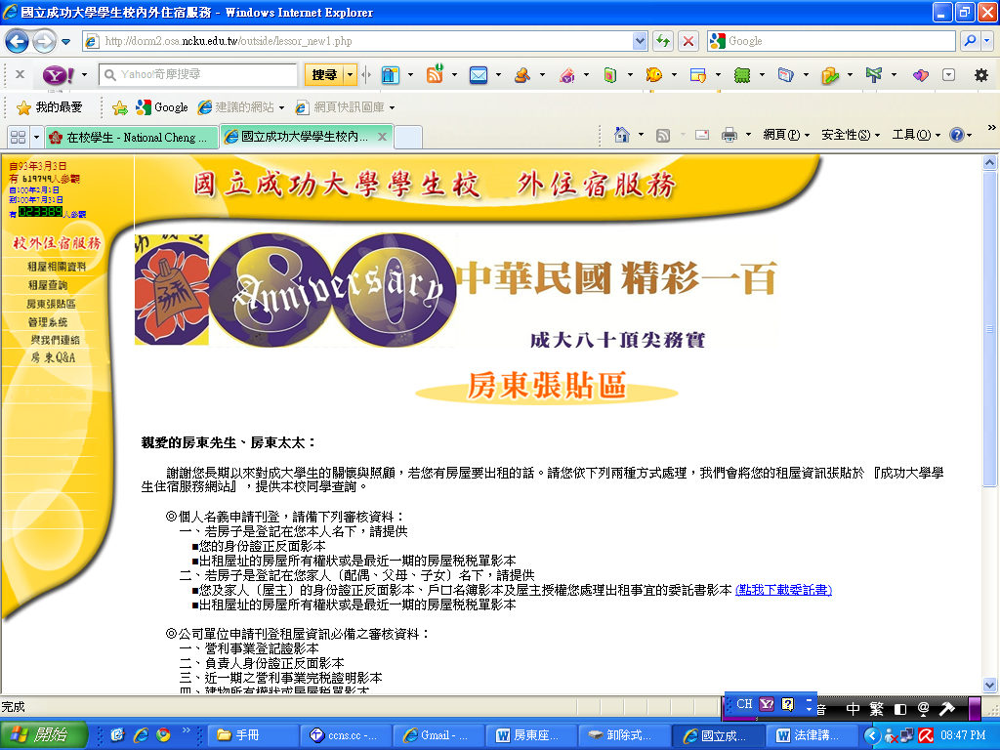 國立成功大學學生校內外住宿服務 - Windows Internet Explorer
http://dorm2.osa.ncku.edu.tw/outside/lessor_new1.php
Google
Y!
Yahoo!奇摩搜尋
搜尋
我的最愛
Google
建議的網站
網頁快訊圖庫
在校學生 - National Cheng ...
國立成功大學學生校內...
網頁(P)
安全性(S)
工具(O)
自93年3月3日
有 619749人參觀
自100年2月1日
到100年7月31日
有 023389人參觀
國立成功大學學生校 外住宿服務
校外住宿服務
租屋相關資料
租屋查詢
房東張貼區
管理系統
與我們連絡
房東Q&A
80
Anniversary
中華民國 精彩一百
成大八十頂尖務實
房東張貼區
親愛的房東先生、房東太太：
謝謝您長期以來對成大學生的關懷與照顧，若您有房屋要出租的話。請您依下列兩種方式處理，我們會將您的租屋資訊張貼於 『成功大學學
生住宿服務網站』，提供本校同學查詢。
◎個人名義申請刊登，請備下列審核資料：
一、若房子是登記在您本人名下，請提供
■您的身份證正反面影本
■出租屋址的房屋所有權狀或是最近一期的房屋稅稅單影本
二、若房子是登記在您家人〔配偶、父母、子女〕名下，請提供
■您及家人〔屋主〕的身份證正反面影本、戶口名簿影本及屋主授權您處理出租事宜的委託書影本 (點我下載委託書)
■出租屋址的房屋所有權狀或是最近一期的房屋稅稅單影本
◎公司單位申請刊登租屋資訊必備之審核資料：
一、營利事業登記證影本
二、負責人身份證正反面影本
三、近一期之營利事業完稅證明影本
四、建物所有權狀或房屋稅單影本
完成
CH
音 中 繁
開始
手冊
ccns.cc - ...
Gmail - ...
房東座...
卸除式...
國立成...
法律講...
08:47 PM